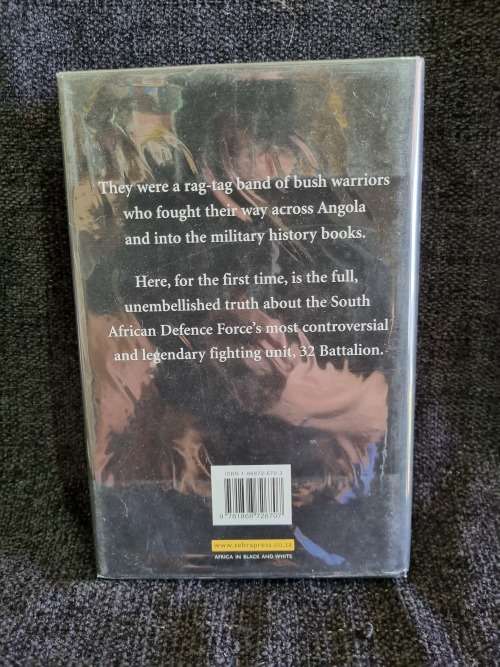 They were a rag-tag band of bush warriors
who fought their way across Angola
and into the military history books.
Here, for the first time, is the full,
unembellished truth about the South
African Defence Force's most controversial
and legendary fighting unit, 32 Battalion.
www.zebrapress.co.za
AFRICA IN BLACK AND WHITE